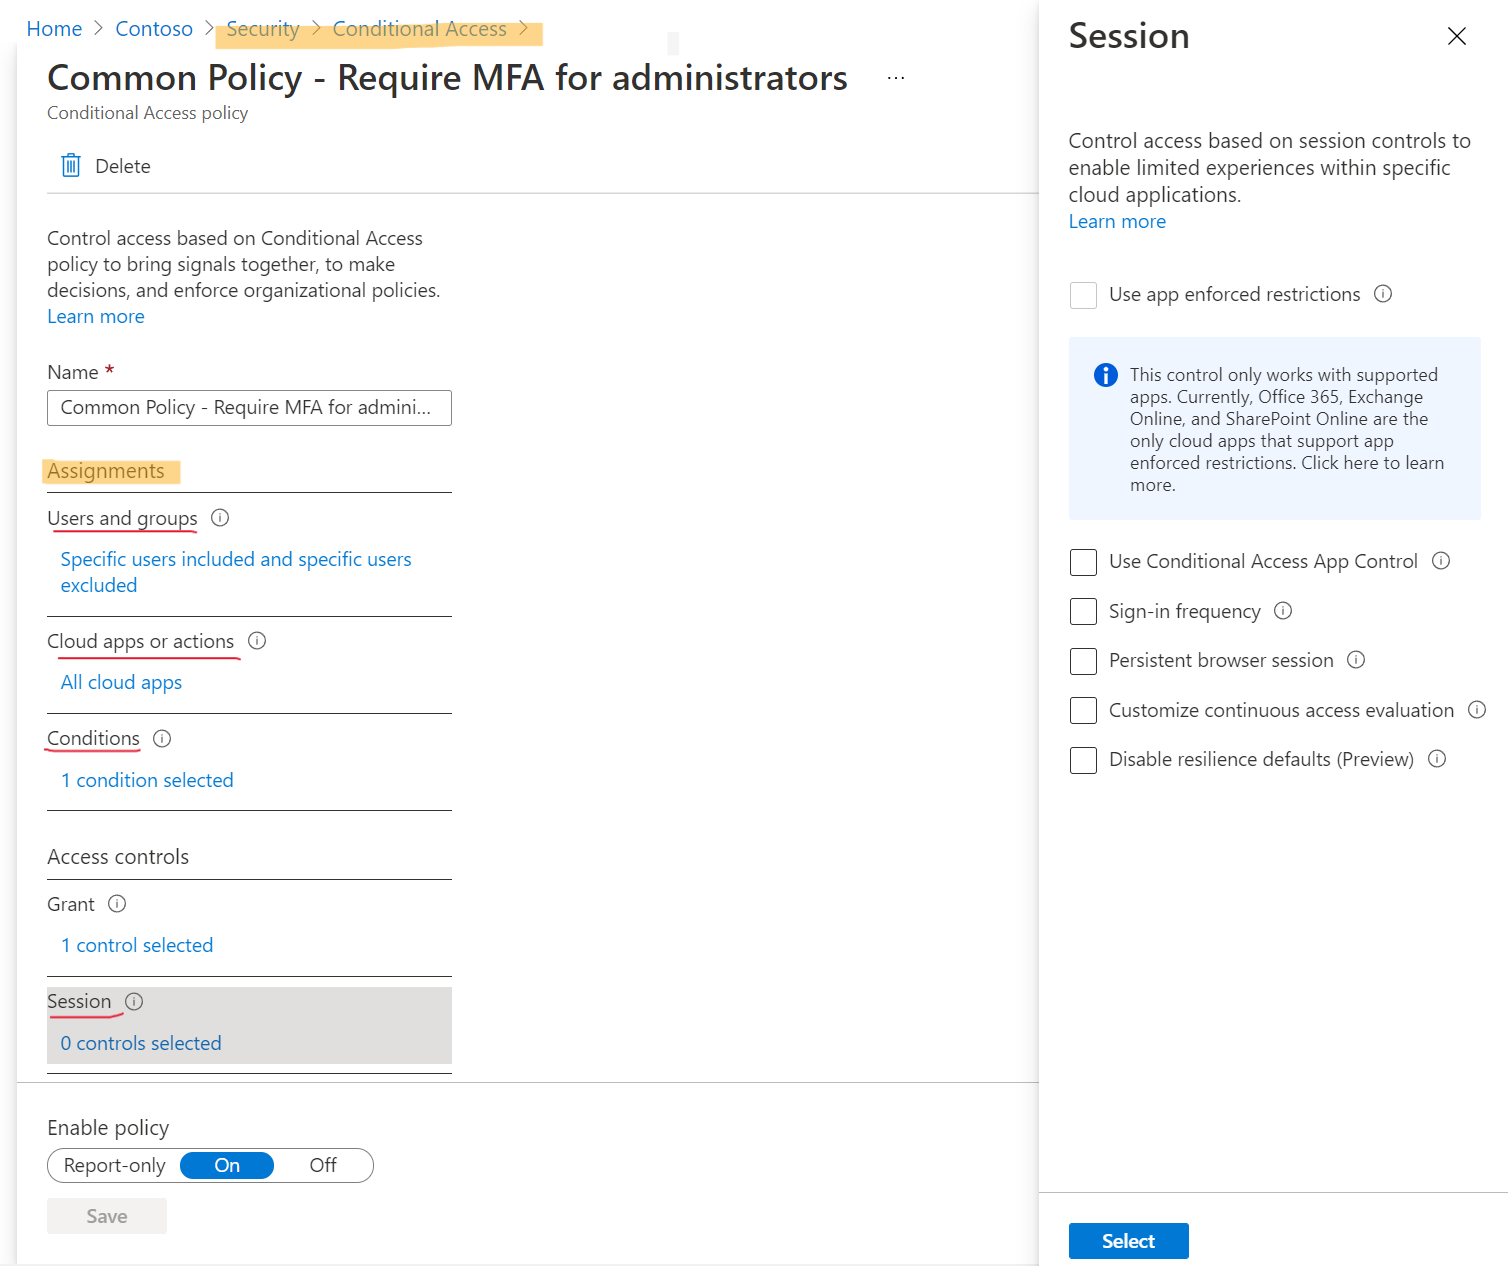 Home > Contoso > Security > Conditional Access >
Common Policy - Require MFA for administrators ...
Conditional Access policy
Delete
Control access based on Conditional Access
policy to bring signals together, to make
decisions, and enforce organizational policies.
Learn more
Name *
Common Policy - Require MFA for admini...
Assignments
Users and groups
Specific users included and specific users
excluded
Cloud apps or actions
All cloud apps
Conditions
1 condition selected
Access controls
Grant
1 control selected
Session
0 controls selected
Enable policy
Report-only On Off
Save
Session
Control access based on session controls to
enable limited experiences within specific
cloud applications.
Learn more
Use app enforced restrictions
This control only works with supported
apps. Currently, Office 365, Exchange
Online, and SharePoint Online are the
only cloud apps that support app
enforced restrictions. Click here to learn
more.
Use Conditional Access App Control
Sign-in frequency
Persistent browser session
Customize continuous access evaluation
Disable resilience defaults (Preview)
Select